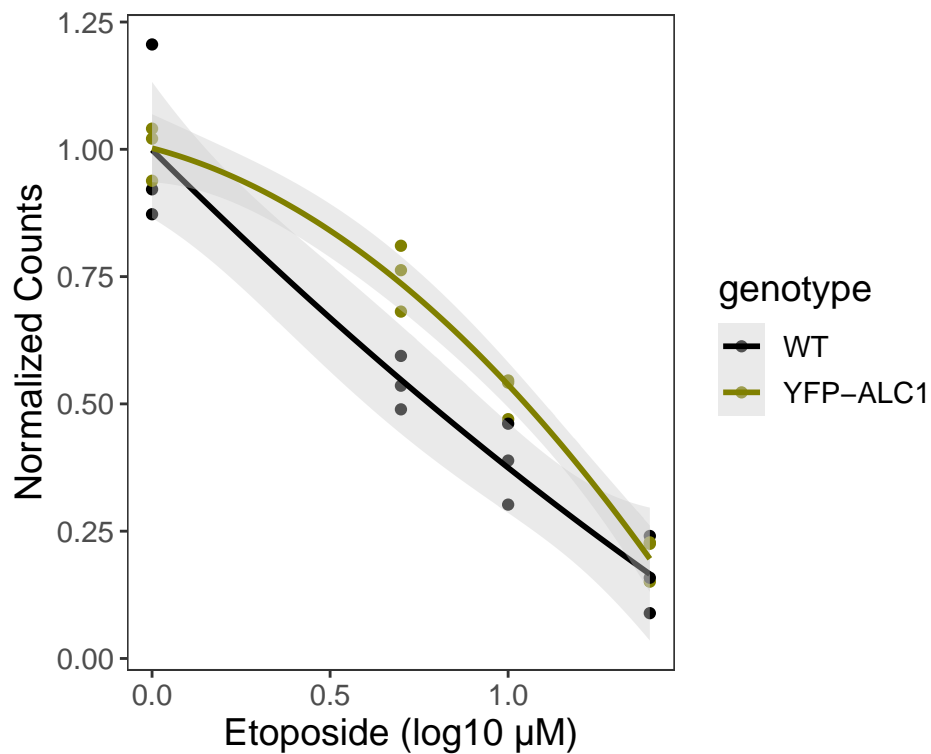 1.25
1.00
0.75
0.50
0.25
0.00
Normalized Counts
0.0 0.5 1.0
Etoposide (log10 µM)
genotype
WT
YFP−ALC1